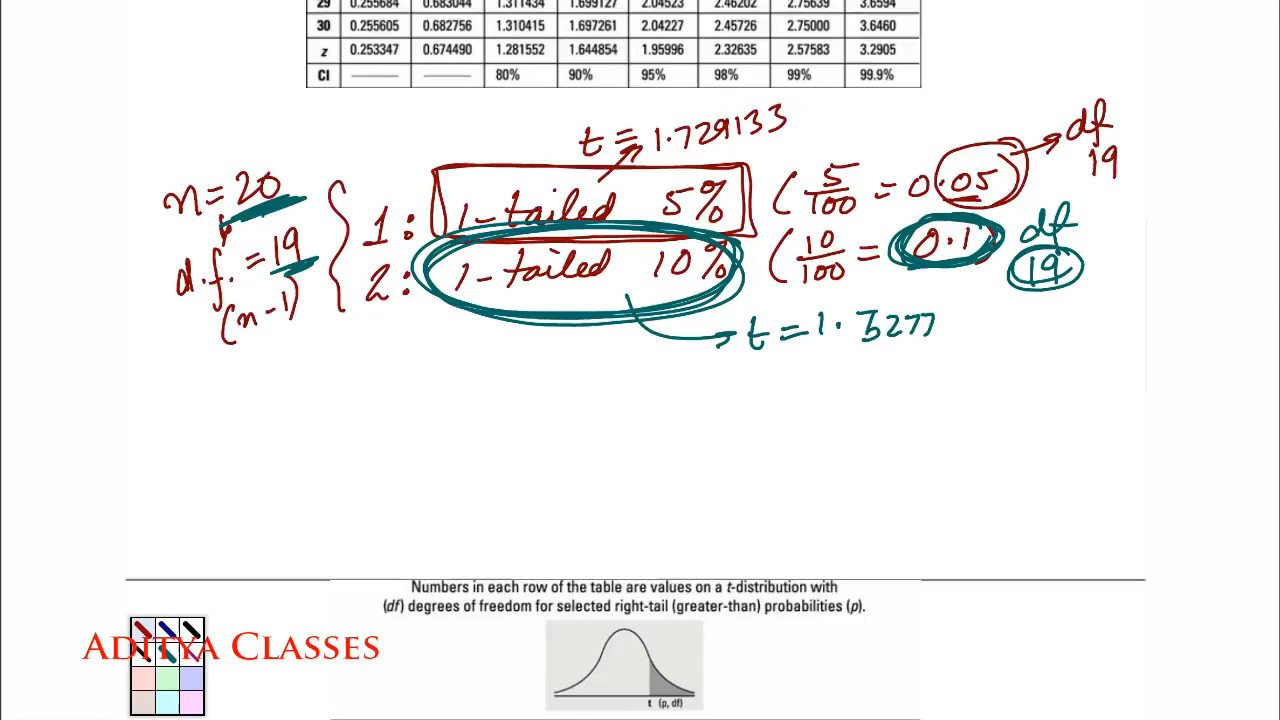 29 0.255684 0.683044 1.311434 1.699127 2.04523 2.46202 2.75639 3.6594
30 0.255605 0.682756 1.310415 1.697261 2.04227 2.45726 2.75000 3.6460
z 0.253347 0.674490 1.281552 1.644854 1.95996 2.32635 2.57583 3.2905
CI 80% 90% 95% 98% 99% 99.9%
t = 1.729133
n = 20
d.f. = 19
(n-1)
1: 1-tailed 5% ( 5/100 = 0.05 → df 19
2: 1-tailed 10% ( 10/100 = 0.1 df 19
t = 1.3277
Numbers in each row of the table are values on a t-distribution with
(df) degrees of freedom for selected right-tail (greater-than) probabilities (p).
t (p, df)
ADITYA CLASSES